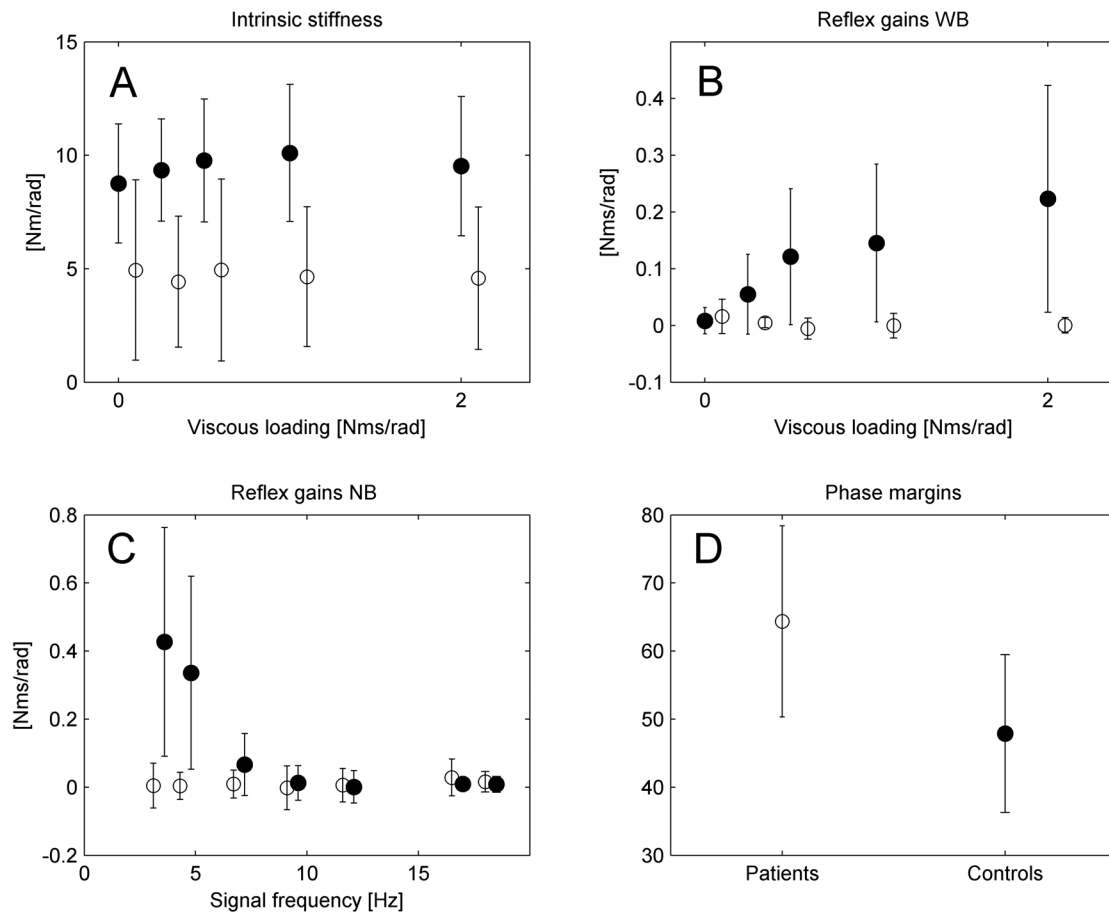 Intrinsic stiffness
A
15
10
5
0
[Nm/rad]
0 2
Viscous loading [Nms/rad]
Reflex gains WB
B
0.4
0.3
0.2
0.1
0
-0.1
[Nms/rad]
0 2
Viscous loading [Nms/rad]
Reflex gains NB
C
0.8
0.6
0.4
0.2
0
-0.2
[Nms/rad]
0 5 10 15
Signal frequency [Hz]
Phase margins
D
80
70
60
50
40
30
Patients Controls